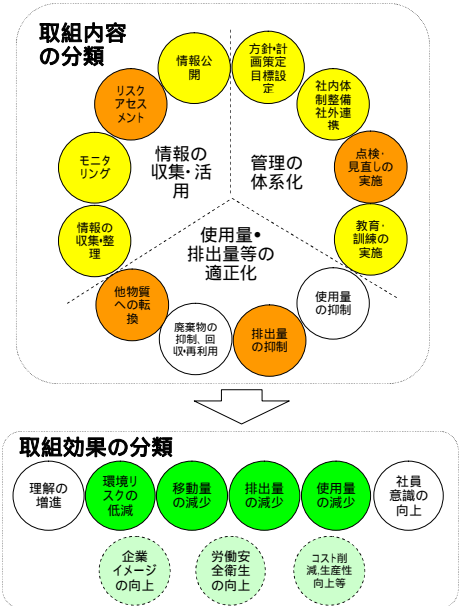 取組内容
の分類
情報公
開
方針・計
画策定
目標設
定
リスク
アセス
メント
社内体
制整備
社外連
携
モニタ
リング
情報の
収集・活
用
管理の
体系化
点検・
見直しの
実施
情報の
収集・整
理
使用量・
排出量等の
適正化
教育・
訓練の
実施
他物質
への転
換
廃棄物の
抑制、回
収・再利用
排出量
の抑制
使用量
の抑制
取組効果の分類
理解の
増進
環境リ
スクの
低減
移動量
の減少
排出量
の減少
使用量
の減少
社員
意識の
向上
企業
イメージ
の向上
労働安
全衛生
の向上
コスト削
減、生産性
向上等